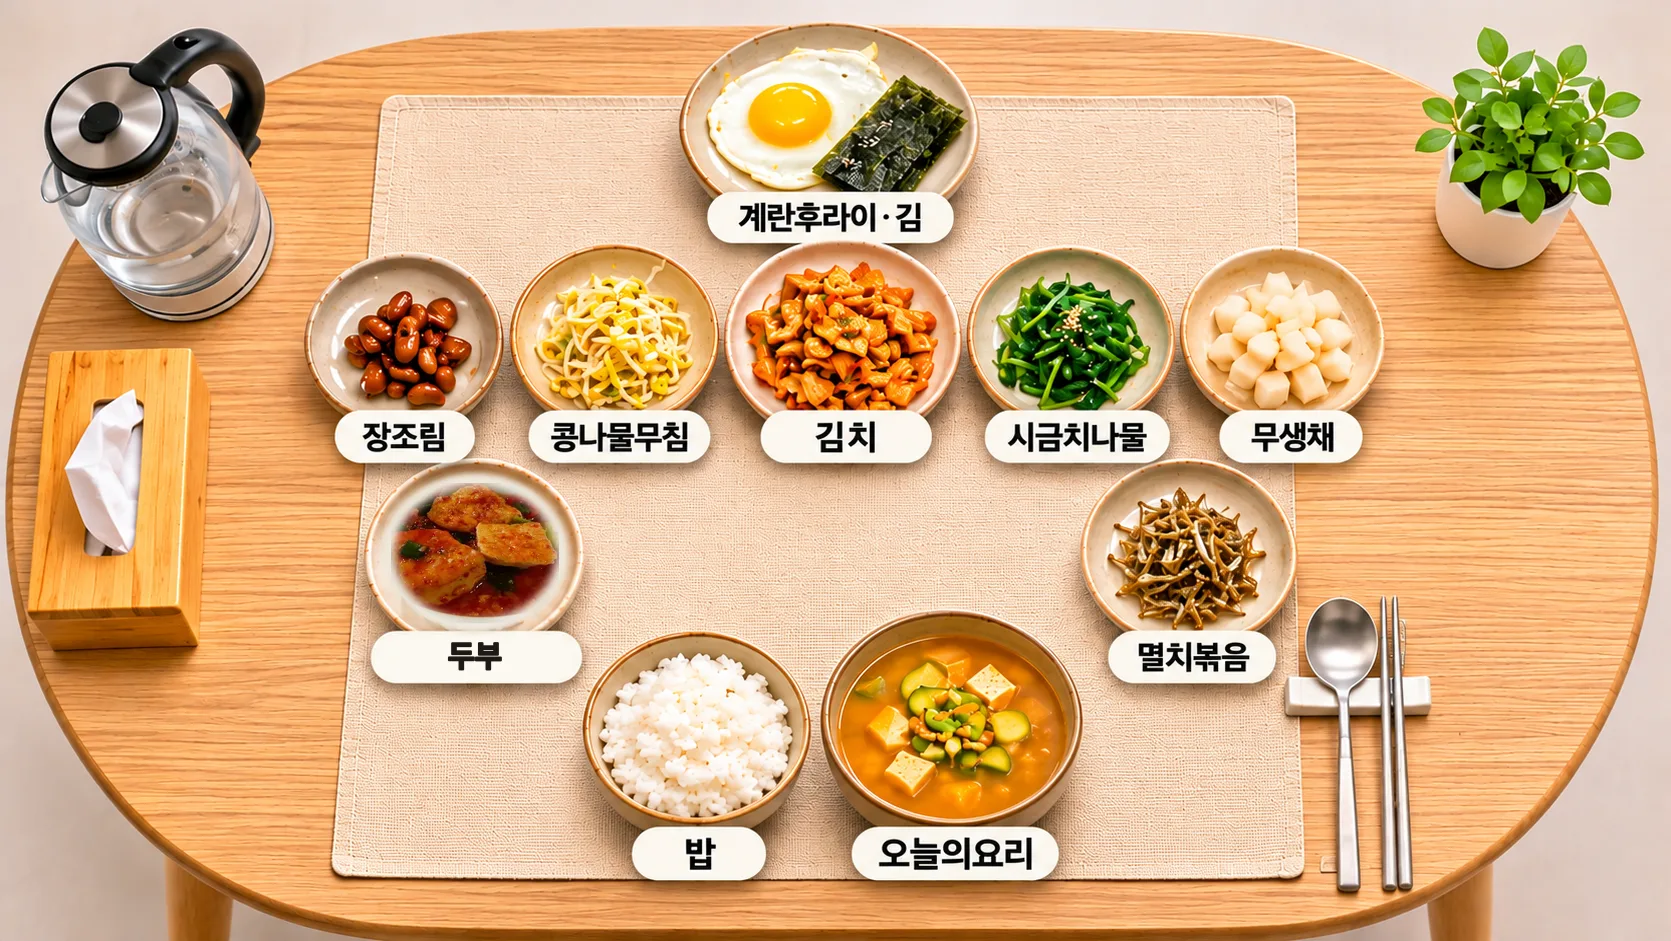 계란후라이·김
장조림
콩나물무침
김치
시금치나물
무생채
두부
멸치볶음
밥
오늘의요리